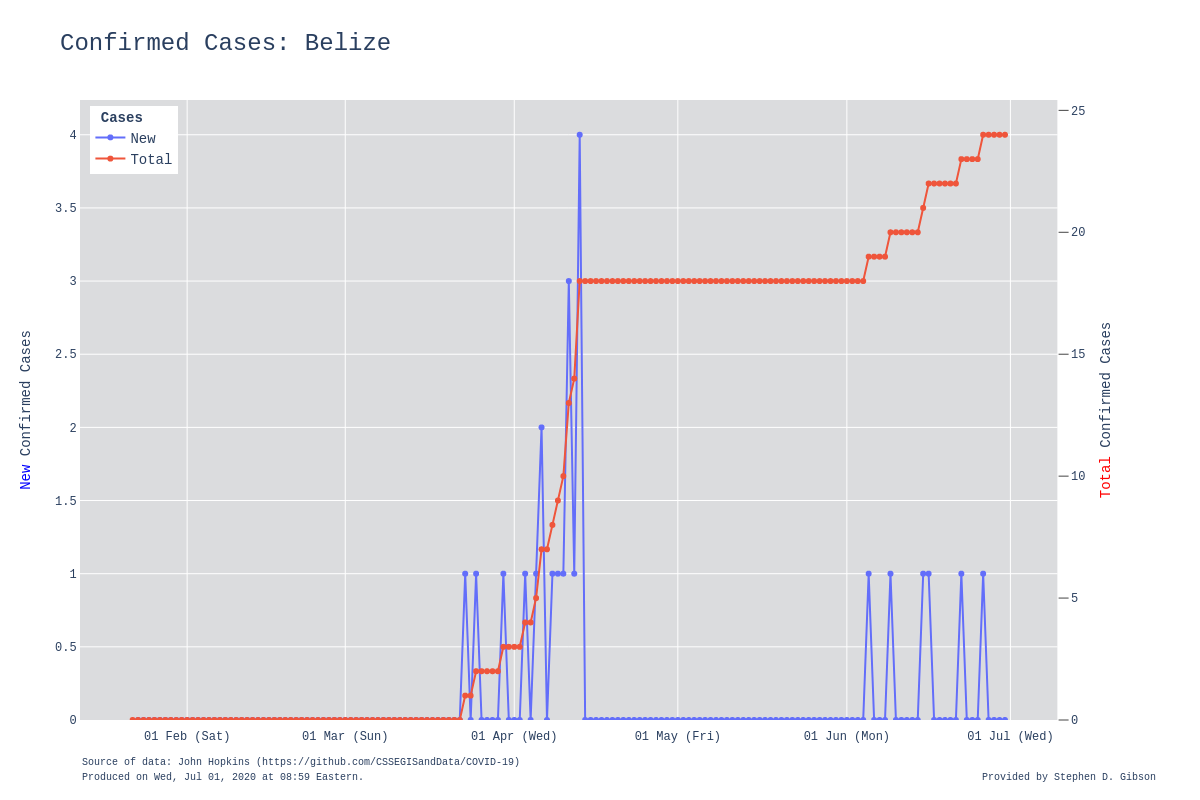 Confirmed Cases: Belize
Cases
New
Total
4
3.5
3
2.5
2
1.5
1
0.5
0
25
20
15
10
5
0
New Confirmed Cases
Total Confirmed Cases
01 Feb (Sat)
01 Mar (Sun)
01 Apr (Wed)
01 May (Fri)
01 Jun (Mon)
01 Jul (Wed)
Source of data: John Hopkins (https://github.com/CSSEGISandData/COVID-19)
Produced on Wed, Jul 01, 2020 at 08:59 Eastern.
Provided by Stephen D. Gibson